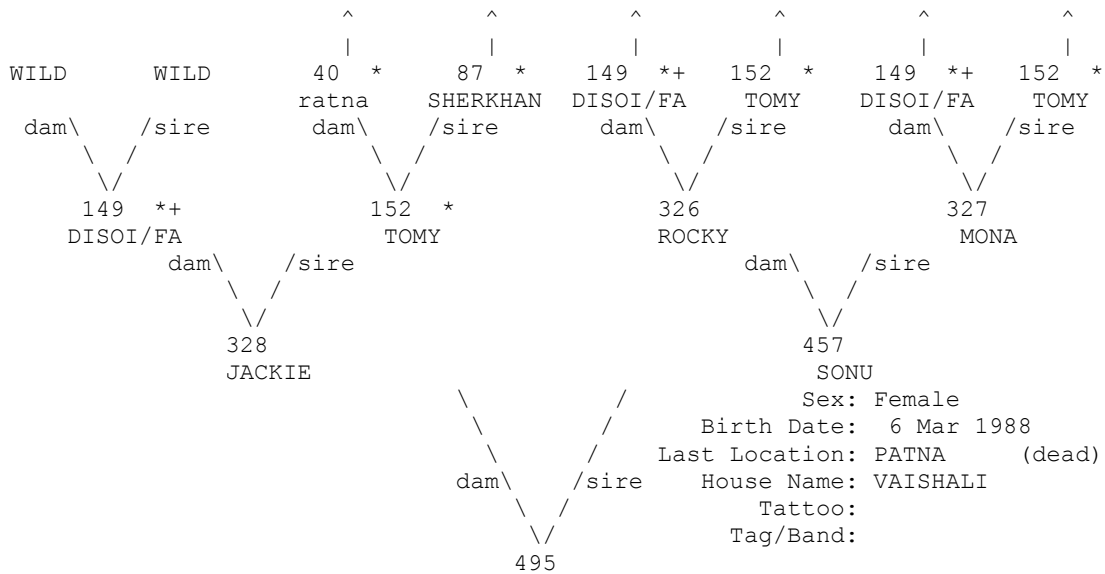 ^ ^ ^ ^ ^ ^
| | | | | |
WILD WILD 40 * 87 * 149 *+ 152 * 149 *+ 152 *
ratna SHERKHAN DISOI/FA TOMY DISOI/FA TOMY
dam\ /sire dam\ /sire dam\ /sire dam\ /sire
\ / \ / \ / \ /
\/ \/ \/ \/
149 *+ 152 * 326 327
DISOI/FA TOMY ROCKY MONA
dam\ /sire dam\ /sire
\ / \ /
\/ \/
328 457
JACKIE SONU
\ / Sex: Female
\ / Birth Date: 6 Mar 1988
\ / Last Location: PATNA (dead)
dam\ /sire House Name: VAISHALI
\ / Tattoo:
\/ Tag/Band:
495